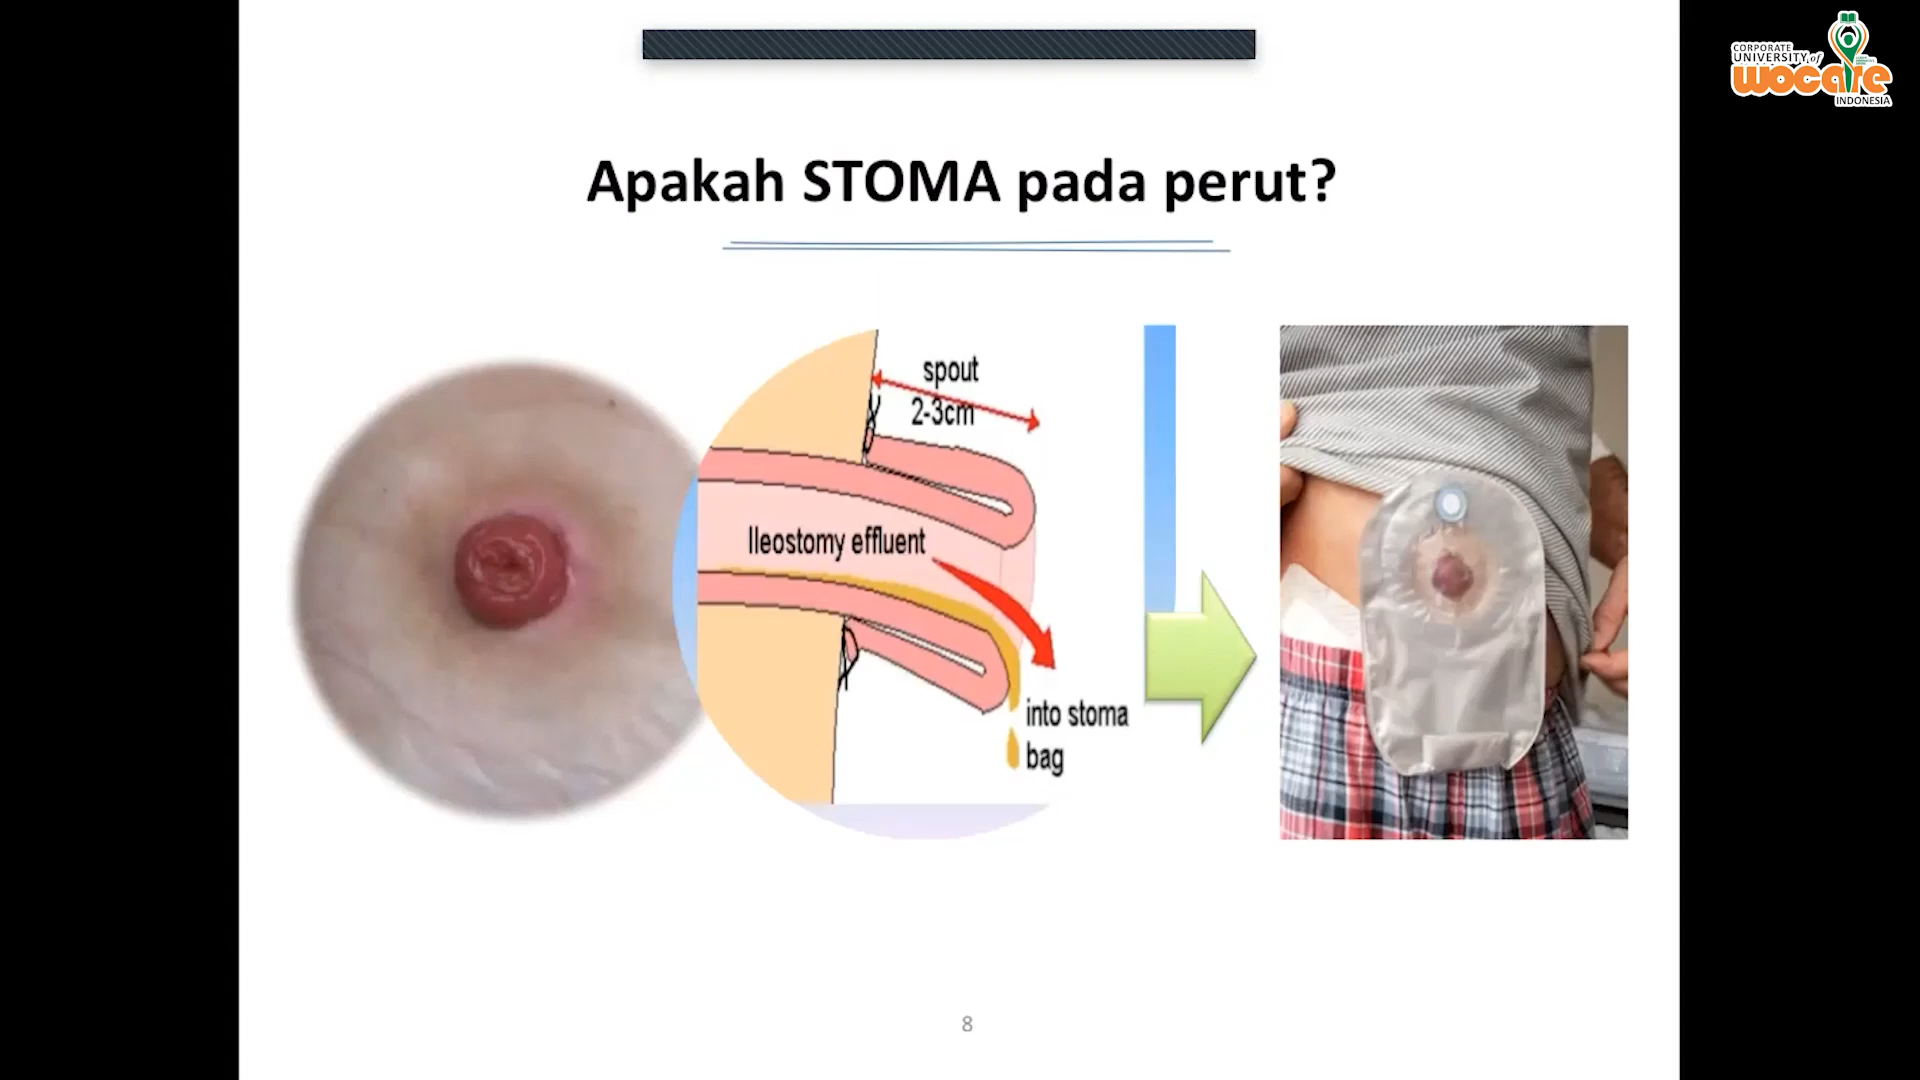 CORPORATE
UNIVERSITY of
wocare
INDONESIA
Apakah STOMA pada perut?
spout
2-3cm
Ileostomy effluent
into stoma
bag
8